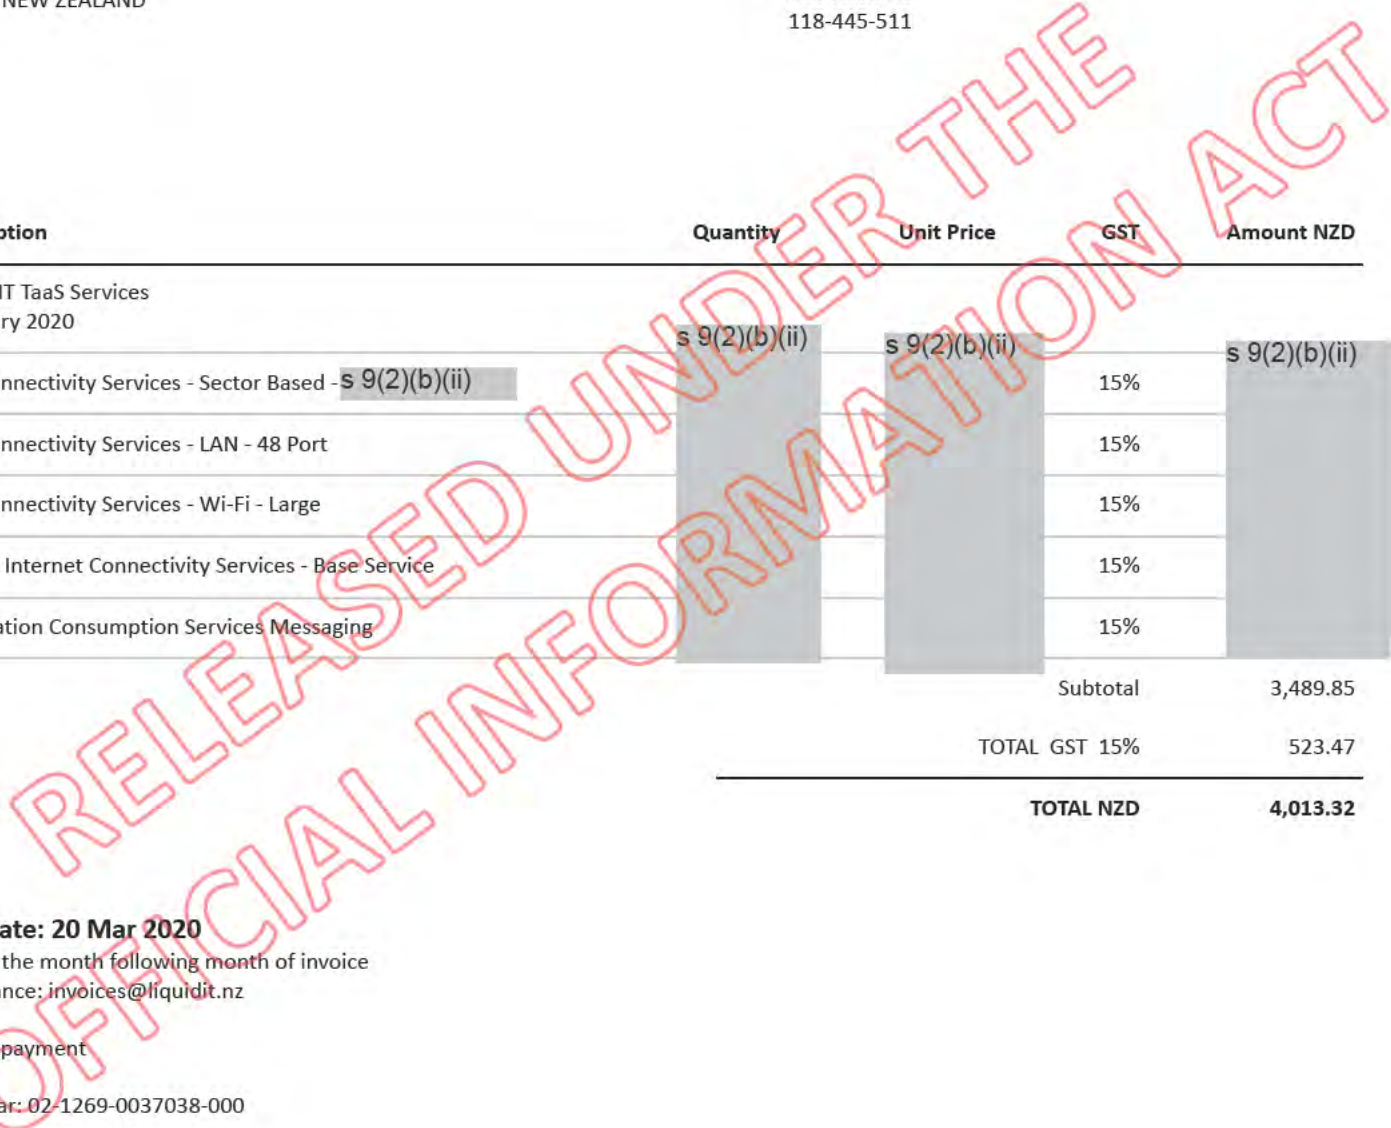 NEW ZEALAND
118-445-511
ption Quantity Unit Price GST Amount NZD
IT TaaS Services
ry 2020
s 9(2)(b)(ii) s 9(2)(b)(ii) s 9(2)(b)(ii)
nnectivity Services - Sector Based - s 9(2)(b)(ii) 15%
nnectivity Services - LAN - 48 Port 15%
nnectivity Services - Wi-Fi - Large 15%
Internet Connectivity Services - Base Service 15%
ation Consumption Services Messaging 15%
Subtotal 3,489.85
TOTAL GST 15% 523.47
TOTAL NZD 4,013.32
ate: 20 Mar 2020
the month following month of invoice
nce: invoices@liquidit.nz
payment
ar: 02-1269-0037038-000
RELEASED UNDER THE
OFFICIAL INFORMATION ACT